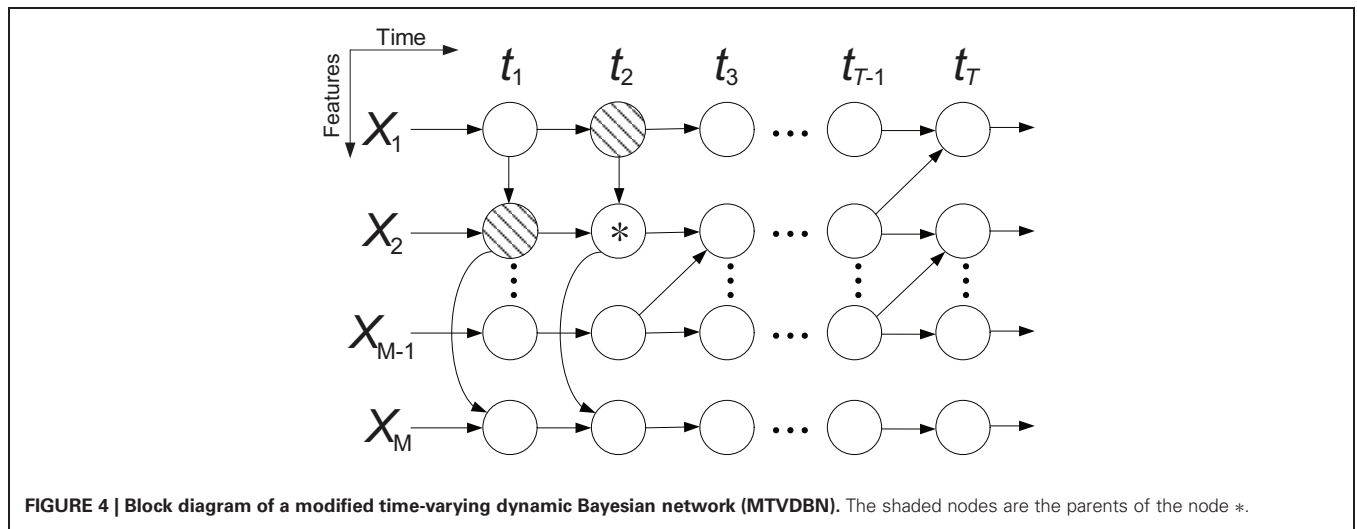 Time
Features
t1 t2 t3 tT-1 tT
X1
X2
*
XM-1
XM
FIGURE 4 | Block diagram of a modified time-varying dynamic Bayesian network (MTVDBN). The shaded nodes are the parents of the node *.